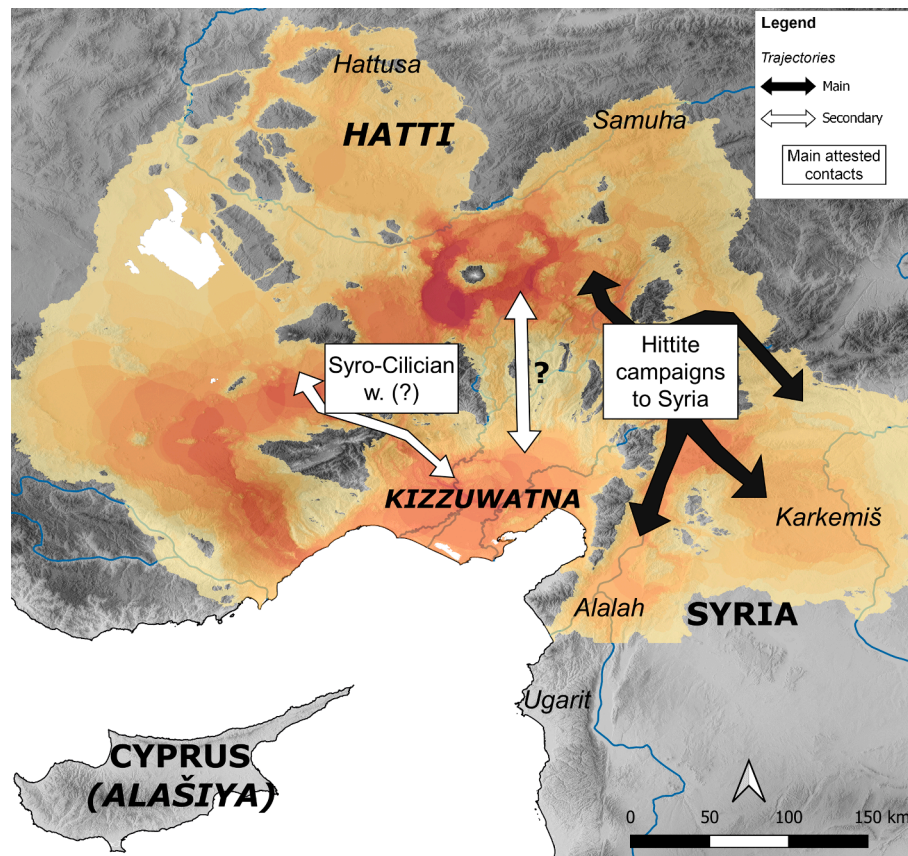 Legend
Trajectories
Main
Secondary
Main attested
contacts
Hattusa
HATTI
Samuha
Syro-Cilician
w. (?)
?
Hittite
campaigns
to Syria
KIZZUWATNA
Karkemiš
Alalah
SYRIA
Ugarit
CYPRUS
(ALAŠIYA)
0 50 100 150 km